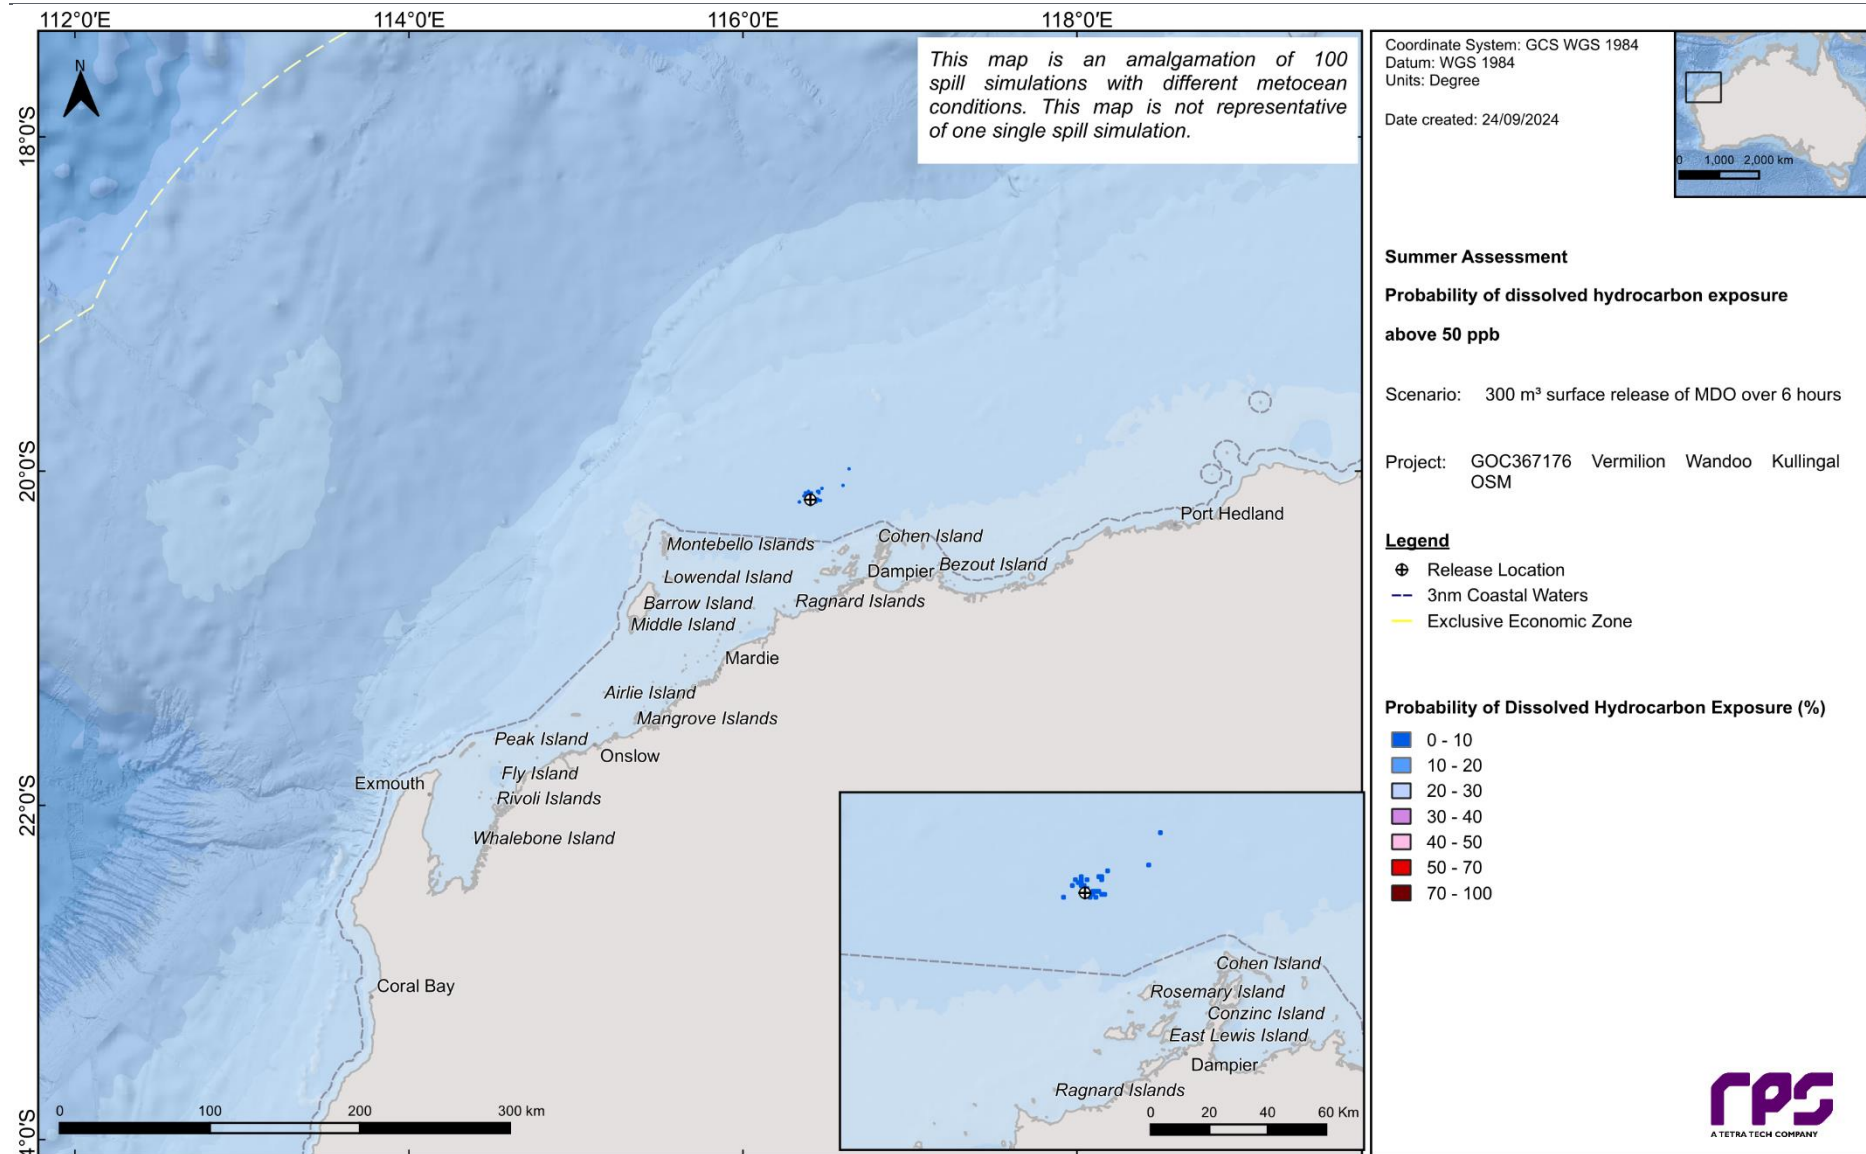 112°0'E
114°0'E
116°0'E
118°0'E
18°0'S
20°0'S
22°0'S
4°0'S
N
This map is an amalgamation of 100
spill simulations with different metocean
conditions. This map is not representative
of one single spill simulation.
Montebello Islands
Cohen Island
Port Hedland
Lowendal Island
Dampier
Bezout Island
Barrow Island
Ragnard Islands
Middle Island
Mardie
Airlie Island
Mangrove Islands
Peak Island
Onslow
Exmouth
Fly Island
Rivoli Islands
Whalebone Island
Coral Bay
0 100 200 300 km
Cohen Island
Rosemary Island
Conzinc Island
East Lewis Island
Dampier
Ragnard Islands
0 20 40 60 Km
Coordinate System: GCS WGS 1984
Datum: WGS 1984
Units: Degree
Date created: 24/09/2024
0 1,000 2,000 km
Summer Assessment
Probability of dissolved hydrocarbon exposure
above 50 ppb
Scenario: 300 m³ surface release of MDO over 6 hours
Project: GOC367176 Vermilion Wandoo Kullingal
OSM
Legend
Release Location
3nm Coastal Waters
Exclusive Economic Zone
Probability of Dissolved Hydrocarbon Exposure (%)
0 - 10
10 - 20
20 - 30
30 - 40
40 - 50
50 - 70
70 - 100
rps
A TETRA TECH COMPANY